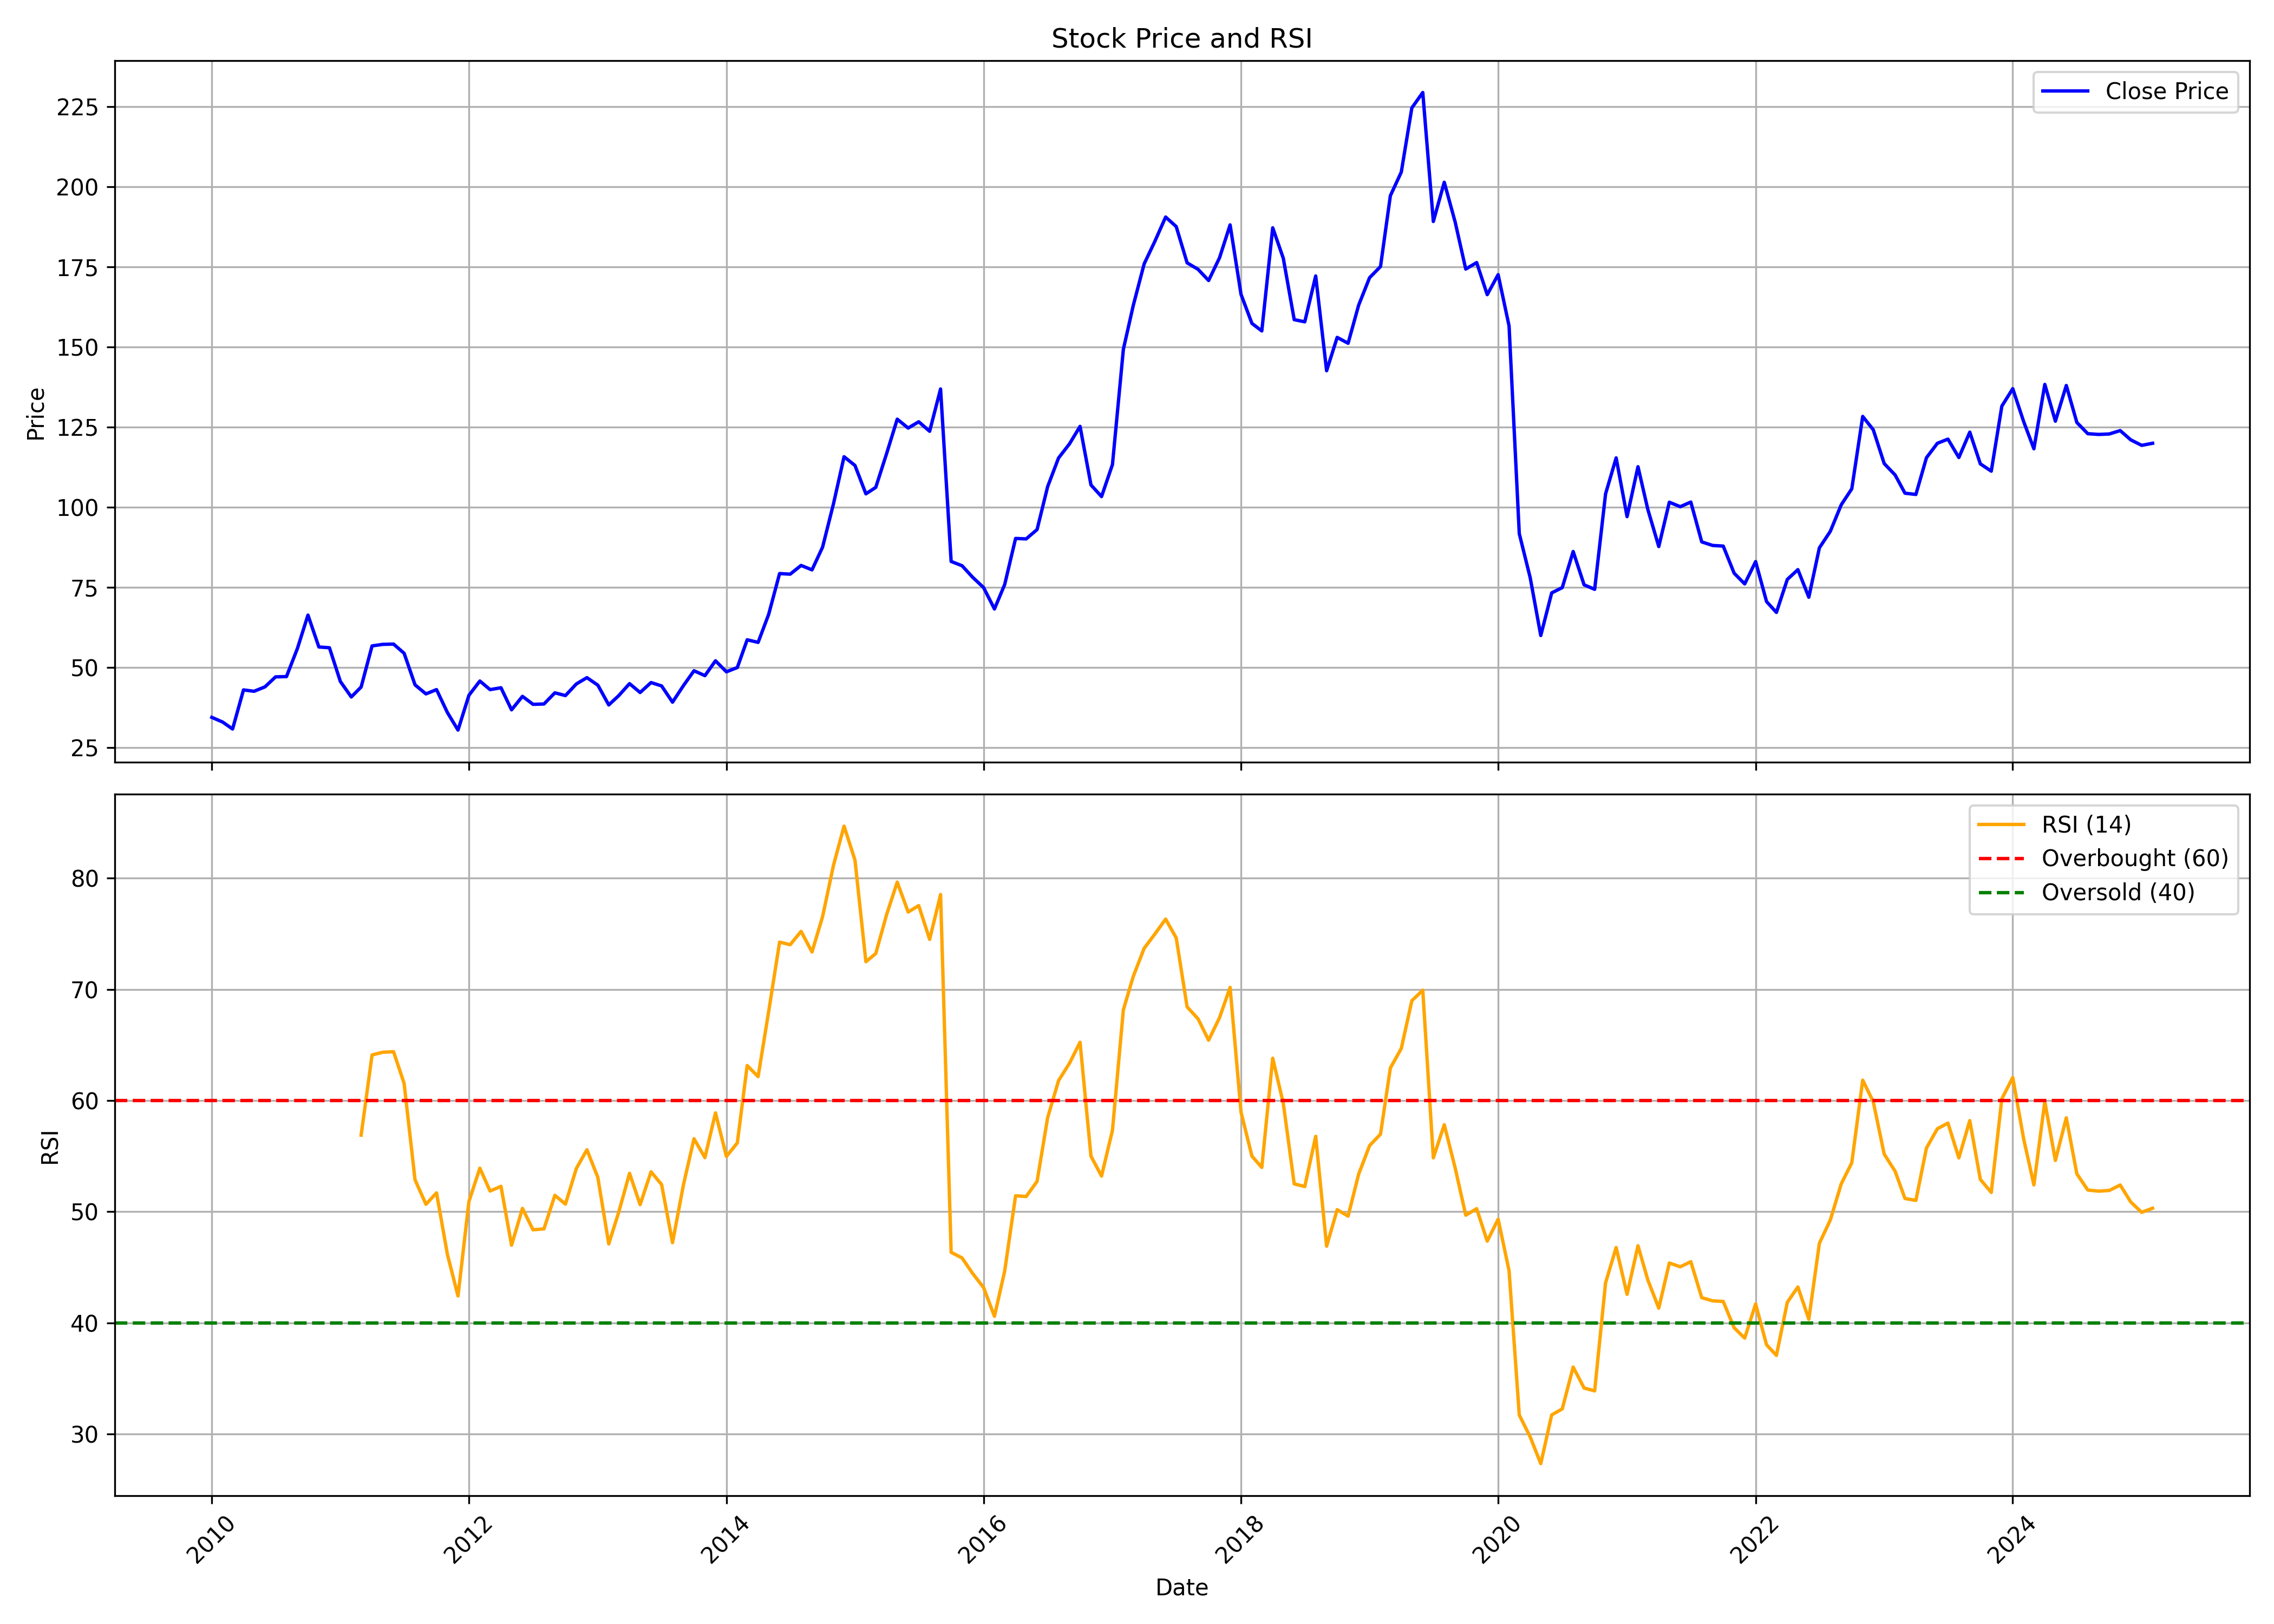 Stock Price and RSI
Close Price
Price
225
200
175
150
125
100
75
50
25
RSI (14)
Overbought (60)
Oversold (40)
RSI
80
70
60
50
40
30
2010
2012
2014
2016
2018
2020
2022
2024
Date